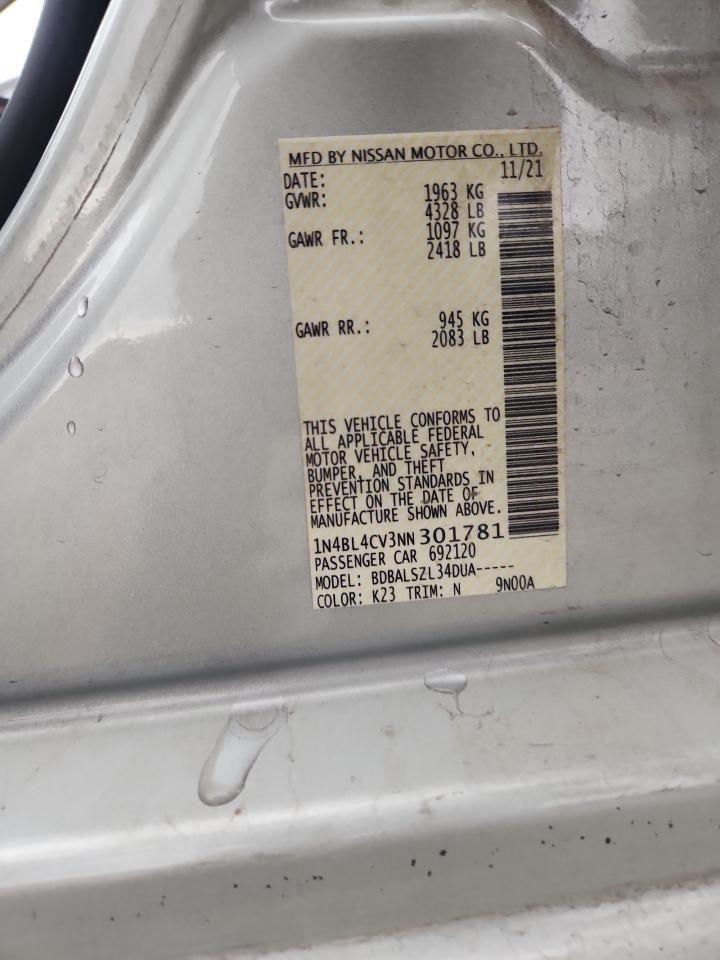 MFD BY NISSAN MOTOR CO., LTD.
DATE: 11/21
GVWR: 1963 KG
4328 LB
GAWR FR.: 1097 KG
2418 LB
GAWR RR.: 945 KG
2083 LB
THIS VEHICLE CONFORMS TO
ALL APPLICABLE FEDERAL
MOTOR VEHICLE SAFETY,
BUMPER, AND THEFT
PREVENTION STANDARDS IN
EFFECT ON THE DATE OF
MANUFACTURE SHOWN ABOVE.
1N4BL4CV3NN301781
PASSENGER CAR 692120
MODEL: BDBALSZL34DUA-----
COLOR: K23 TRIM: N 9N00A